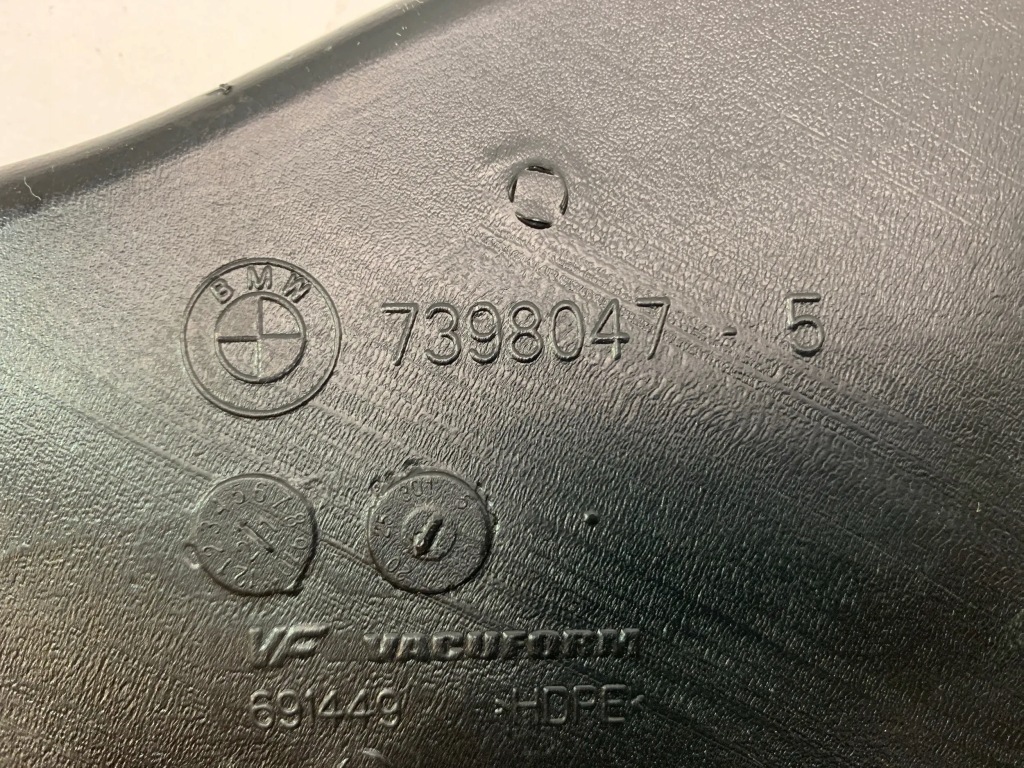 BMW
7398047 - 5
VF VACUFORM
691449 >HDPE<